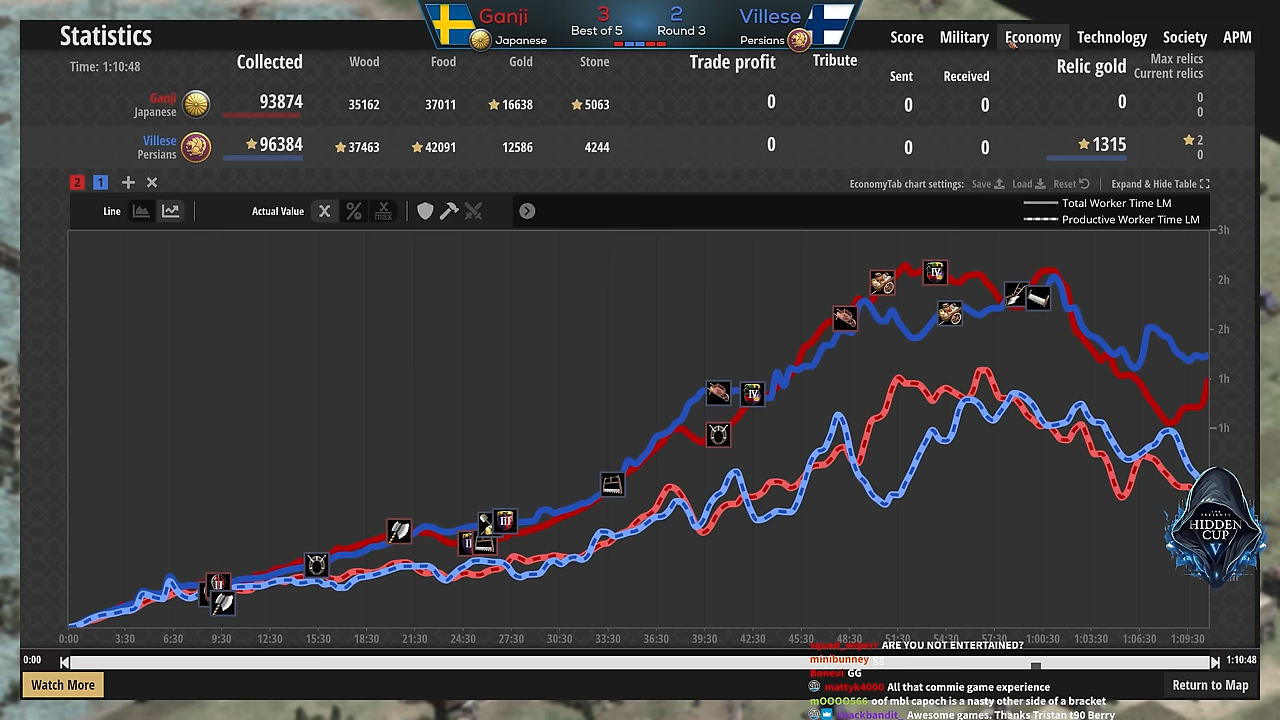 Ganji 3 2 Villese
Japanese Best of 5 Round 3 Persians
Statistics
Score Military Economy Technology Society APM
Time: 1:10:48
Collected Wood Food Gold Stone Trade profit Tribute Sent Received Relic gold Max relics
Current relics
Ganji
Japanese
93874 35162 37011 16638 5063 0 0 0 0 0
0
Villese
Persians
96384 37463 42091 12586 4244 0 0 0 1315 2
0
2 1
EconomyTab chart settings: Save Load Reset Expand & Hide Table
Line Actual Value X % X max
Total Worker Time LM
Productive Worker Time LM
3h
2h
2h
1h
1h
IV
IV
III
II
II
HIDDEN
CUP
V
0:00 3:30 6:30 9:30 12:30 15:30 18:30 21:30 24:30 27:30 30:30 33:30 36:30 39:30 42:30 45:30 48:30 51:30 54:30 57:30 1:00:30 1:03:30 1:06:30 1:09:30
ARE YOU NOT ENTERTAINED?
0:00 1:10:48
minibunney gg
Bonevi GG
Watch More
Return to Map
mattyk4000 All that commie game experience
mOOOO566 oof mbl capoch is a nasty other side of a bracket
Awesome games. Thanks Tristan t90 Berry